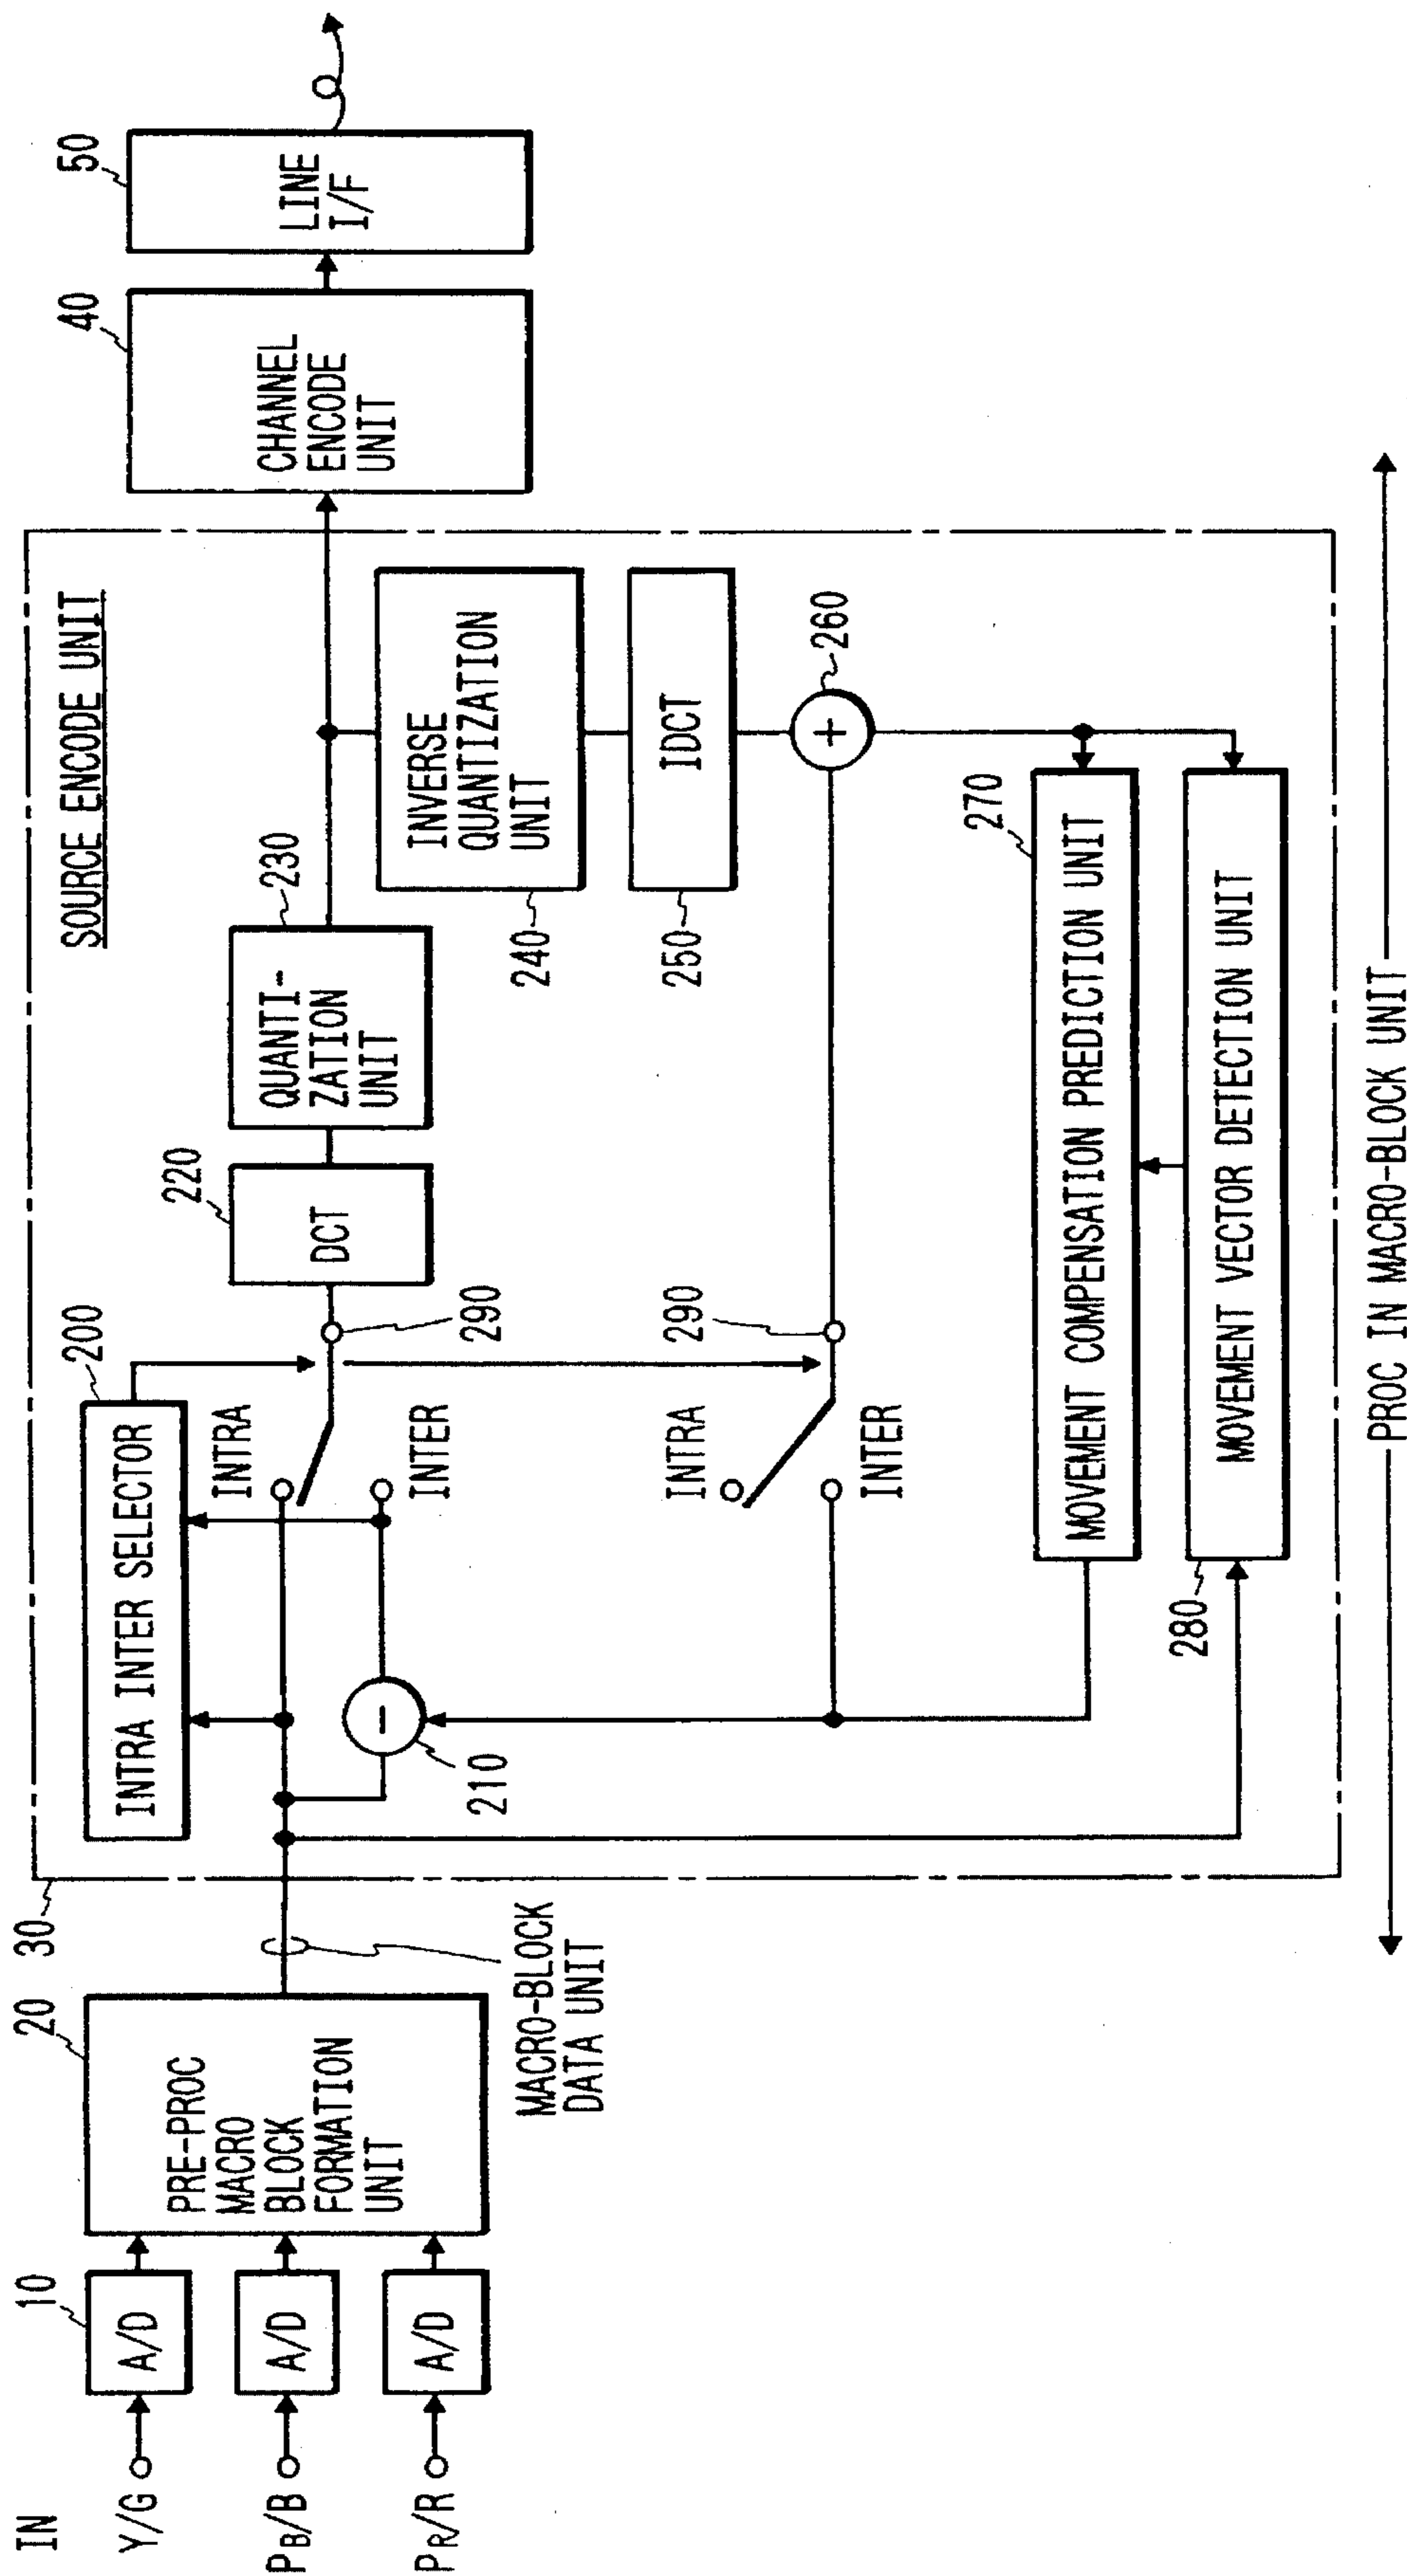 IN
Y/G
PB/B
PR/R
10
A/D
A/D
A/D
20
PRE-PROC
MACRO
BLOCK
FORMATION
UNIT
MACRO-BLOCK
DATA UNIT
30
SOURCE ENCODE UNIT
INTRA INTER SELECTOR
200
210
INTRA
INTER
290
INTRA
INTER
290
220
DCT
230
QUANTI-
ZATION
UNIT
240
INVERSE
QUANTIZATION
UNIT
250
IDCT
260
+
-
270
MOVEMENT COMPENSATION PREDICTION UNIT
280
MOVEMENT VECTOR DETECTION UNIT
40
CHANNEL
ENCODE
UNIT
50
LINE
I/F
PROC IN MACRO-BLOCK UNIT